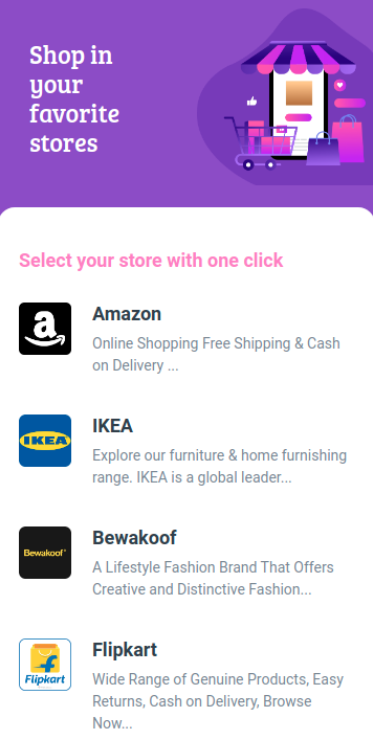 Shop in
your
favorite
stores
Select your store with one click
Amazon
Online Shopping Free Shipping & Cash
on Delivery ...
IKEA
IKEA
Explore our furniture & home furnishing
range. IKEA is a global leader...
Bewakoof
Bewakoof
A Lifestyle Fashion Brand That Offers
Creative and Distinctive Fashion...
Flipkart
Flipkart
Wide Range of Genuine Products, Easy
Returns, Cash on Delivery, Browse
Now...